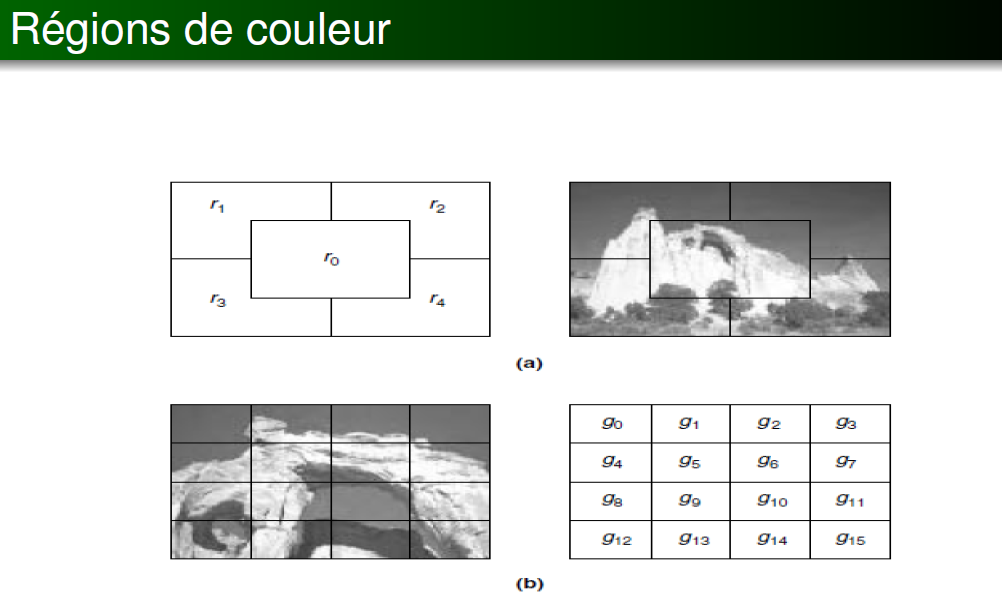 Régions de couleur
r1 r2
r0
r3 r4
(a)
g0 g1 g2 g3
g4 g5 g6 g7
g8 g9 g10 g11
g12 g13 g14 g15
(b)